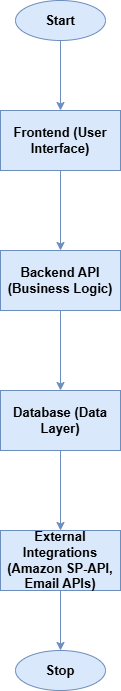 Start
Frontend (User
Interface)
Backend API
(Business Logic)
Database (Data
Layer)
External
Integrations
(Amazon SP-API,
Email APIs)
Stop